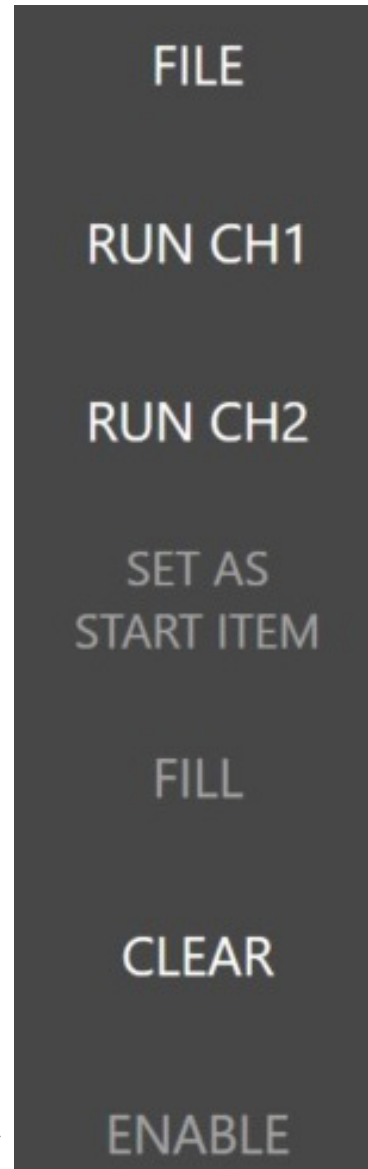 FILE
RUN CH1
RUN CH2
SET AS
START ITEM
FILL
CLEAR
ENABLE